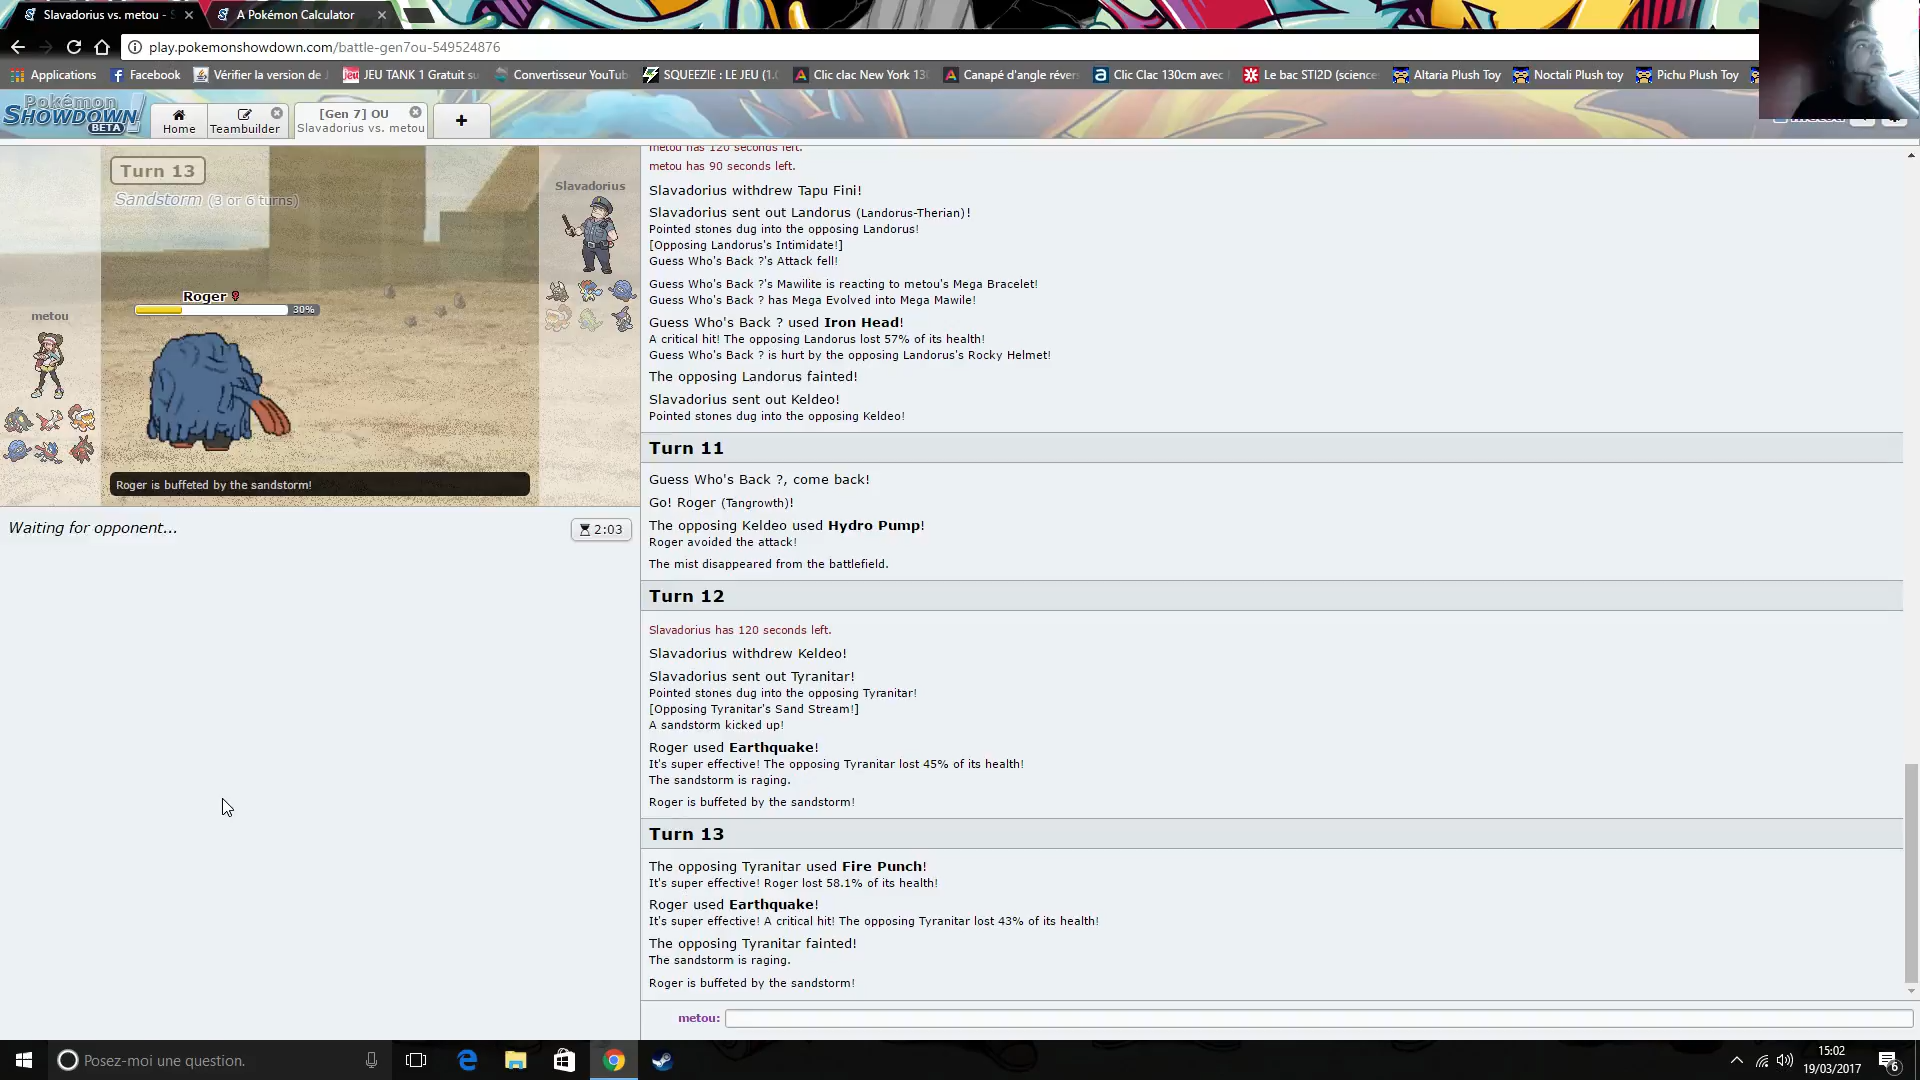 Slavadorius vs. metou - S
A Pokémon Calculator
play.pokemonshowdown.com/battle-gen7ou-549524876
Applications
Facebook
Vérifier la version de J
JEU TANK 1 Gratuit su
Convertisseur YouTub
SQUEEZIE : LE JEU (1.0
Clic clac New York 130
Canapé d'angle révers
Clic Clac 130cm avec
Le bac STI2D (science
Altaria Plush Toy
Noctali Plush toy
Pichu Plush Toy
Pokémon
SHOWDOWN!
BETA
Home
Teambuilder
[Gen 7] OU
Slavadorius vs. metou
+
Turn 13
Sandstorm (3 or 6 turns)
Slavadorius
metou
Roger
30%
Roger is buffeted by the sandstorm!
Waiting for opponent...
2:03
metou has 120 seconds left.
metou has 90 seconds left.
Slavadorius withdrew Tapu Fini!
Slavadorius sent out Landorus (Landorus-Therian)!
Pointed stones dug into the opposing Landorus!
[Opposing Landorus's Intimidate!]
Guess Who's Back ?'s Attack fell!
Guess Who's Back ?'s Mawilite is reacting to metou's Mega Bracelet!
Guess Who's Back ? has Mega Evolved into Mega Mawile!
Guess Who's Back ? used Iron Head!
A critical hit! The opposing Landorus lost 57% of its health!
Guess Who's Back ? is hurt by the opposing Landorus's Rocky Helmet!
The opposing Landorus fainted!
Slavadorius sent out Keldeo!
Pointed stones dug into the opposing Keldeo!
Turn 11
Guess Who's Back ?, come back!
Go! Roger (Tangrowth)!
The opposing Keldeo used Hydro Pump!
Roger avoided the attack!
The mist disappeared from the battlefield.
Turn 12
Slavadorius has 120 seconds left.
Slavadorius withdrew Keldeo!
Slavadorius sent out Tyranitar!
Pointed stones dug into the opposing Tyranitar!
[Opposing Tyranitar's Sand Stream!]
A sandstorm kicked up!
Roger used Earthquake!
It's super effective! The opposing Tyranitar lost 45% of its health!
The sandstorm is raging.
Roger is buffeted by the sandstorm!
Turn 13
The opposing Tyranitar used Fire Punch!
It's super effective! Roger lost 58.1% of its health!
Roger used Earthquake!
It's super effective! A critical hit! The opposing Tyranitar lost 43% of its health!
The opposing Tyranitar fainted!
The sandstorm is raging.
Roger is buffeted by the sandstorm!
metou:
Posez-moi une question.
15:02
19/03/2017
6